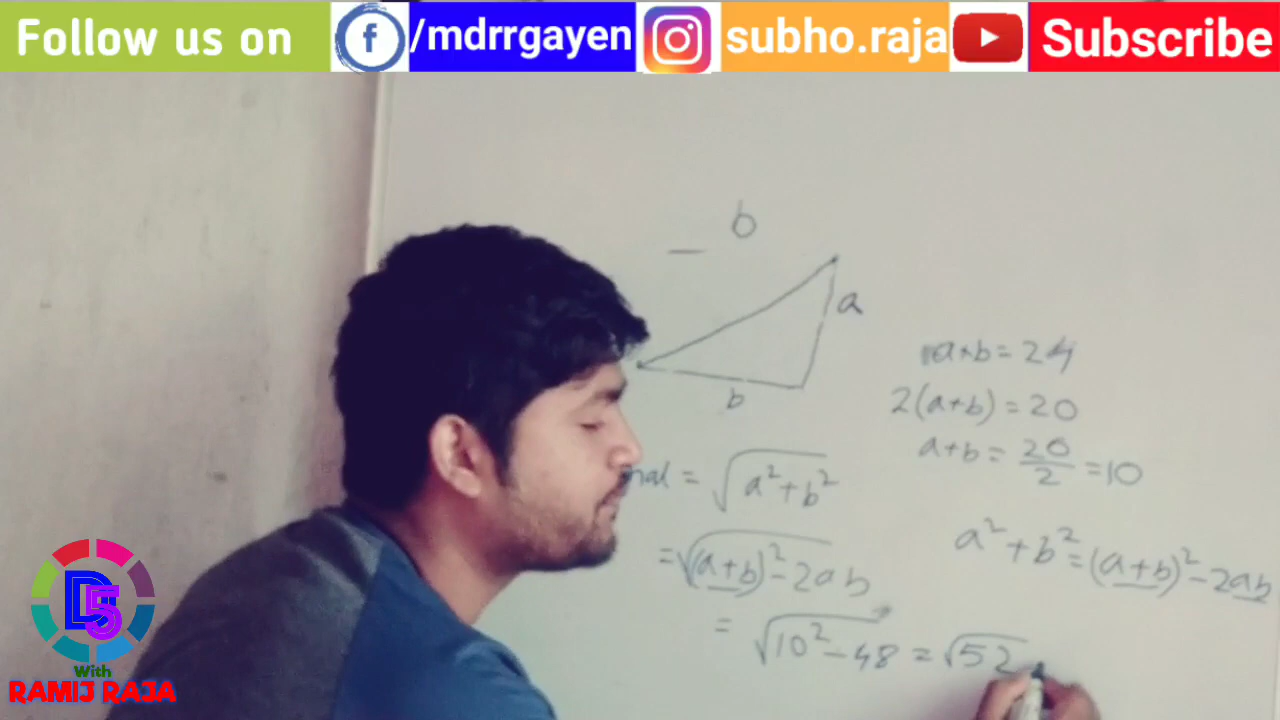 Follow us on f /mdrrgayen subho.raja Subscribe
b
a
b
a+b=24
2(a+b)=20
a+b=20/2=10
nal = √a²+b²
a²+b²=(a+b)²-2ab
=√(a+b)²-2ab
= √10²-48 = √52
D5
With
RAMIJ RAJA